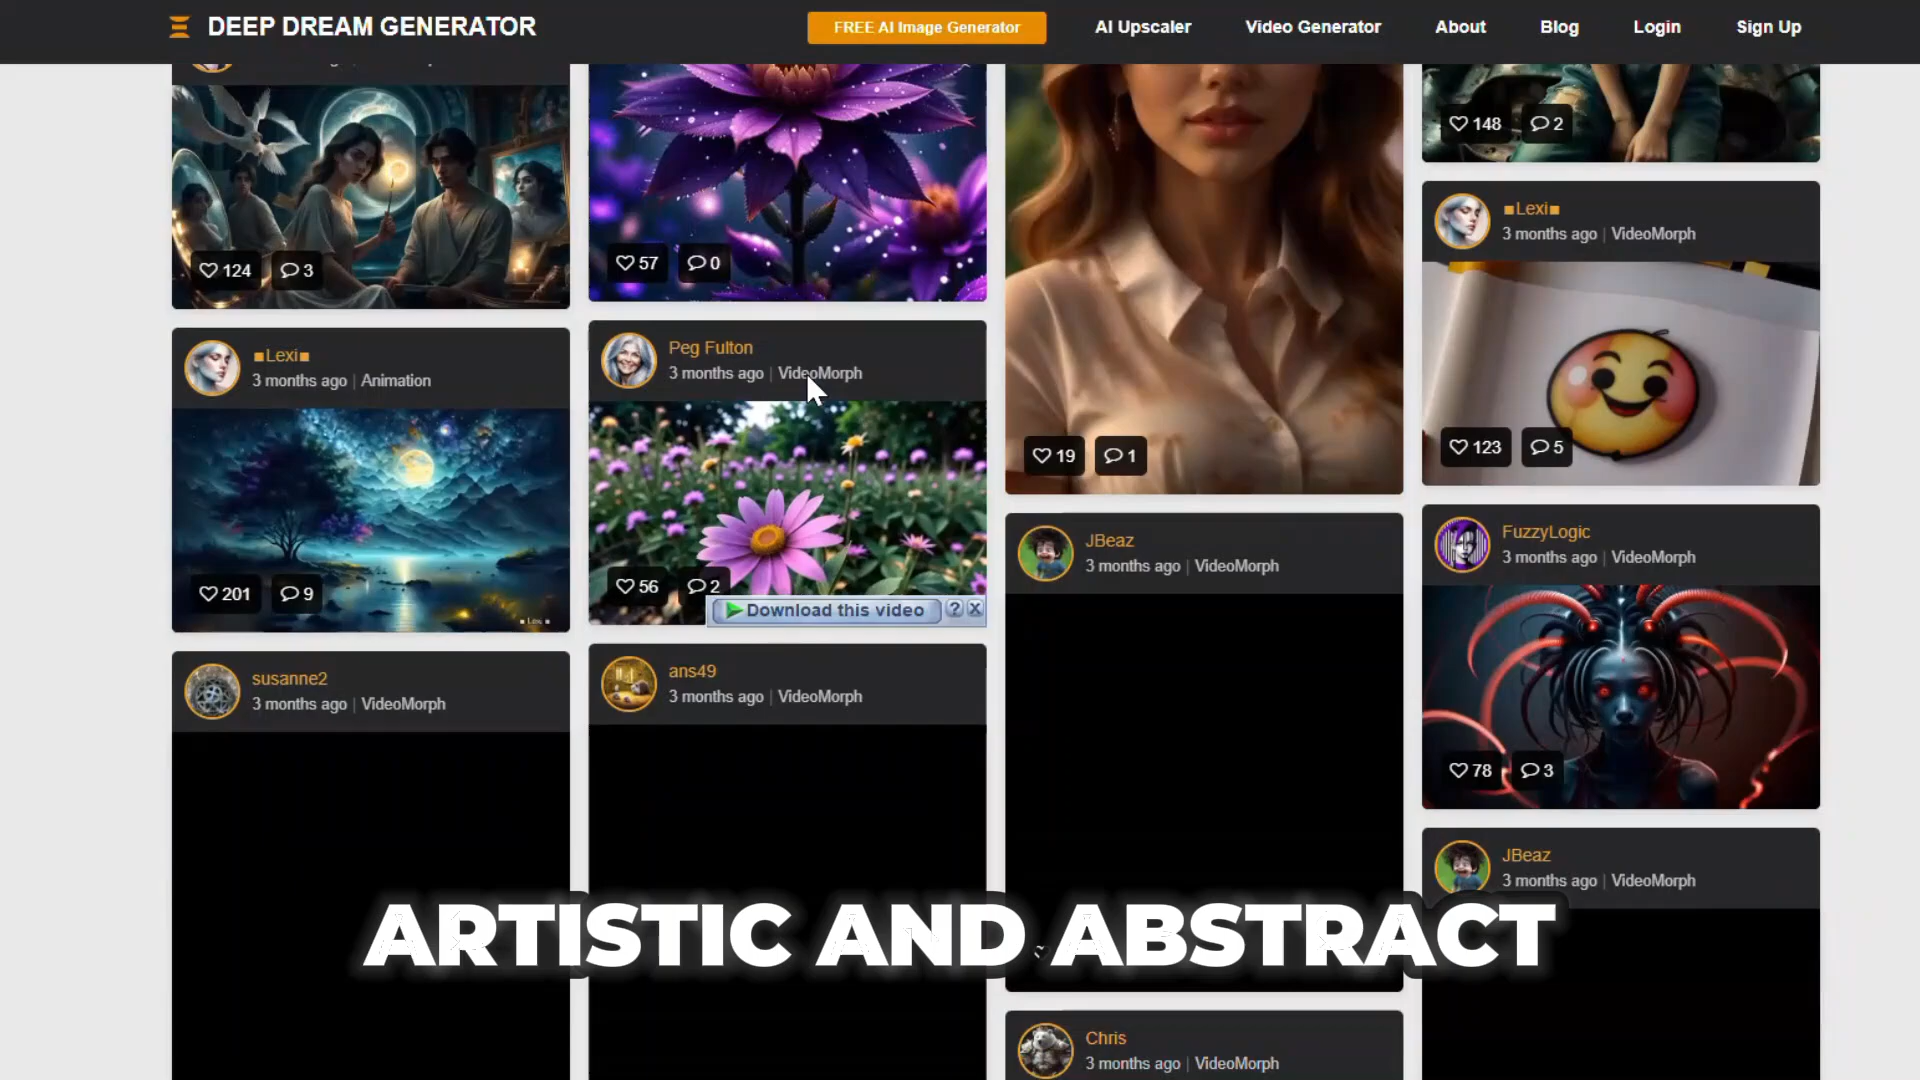 DEEP DREAM GENERATOR
FREE AI Image Generator
AI Upscaler
Video Generator
About
Blog
Login
Sign Up
124
3
■Lexi■
3 months ago | Animation
201
9
■ Lexi ■
susanne2
3 months ago | VideoMorph
57
0
Peg Fulton
3 months ago | VideoMorph
56
2
Download this video
?
X
ans49
3 months ago | VideoMorph
19
1
JBeaz
3 months ago | VideoMorph
Chris
3 months ago | VideoMorph
148
2
■Lexi■
3 months ago | VideoMorph
123
5
FuzzyLogic
3 months ago | VideoMorph
78
3
JBeaz
3 months ago | VideoMorph
ARTISTIC AND ABSTRACT